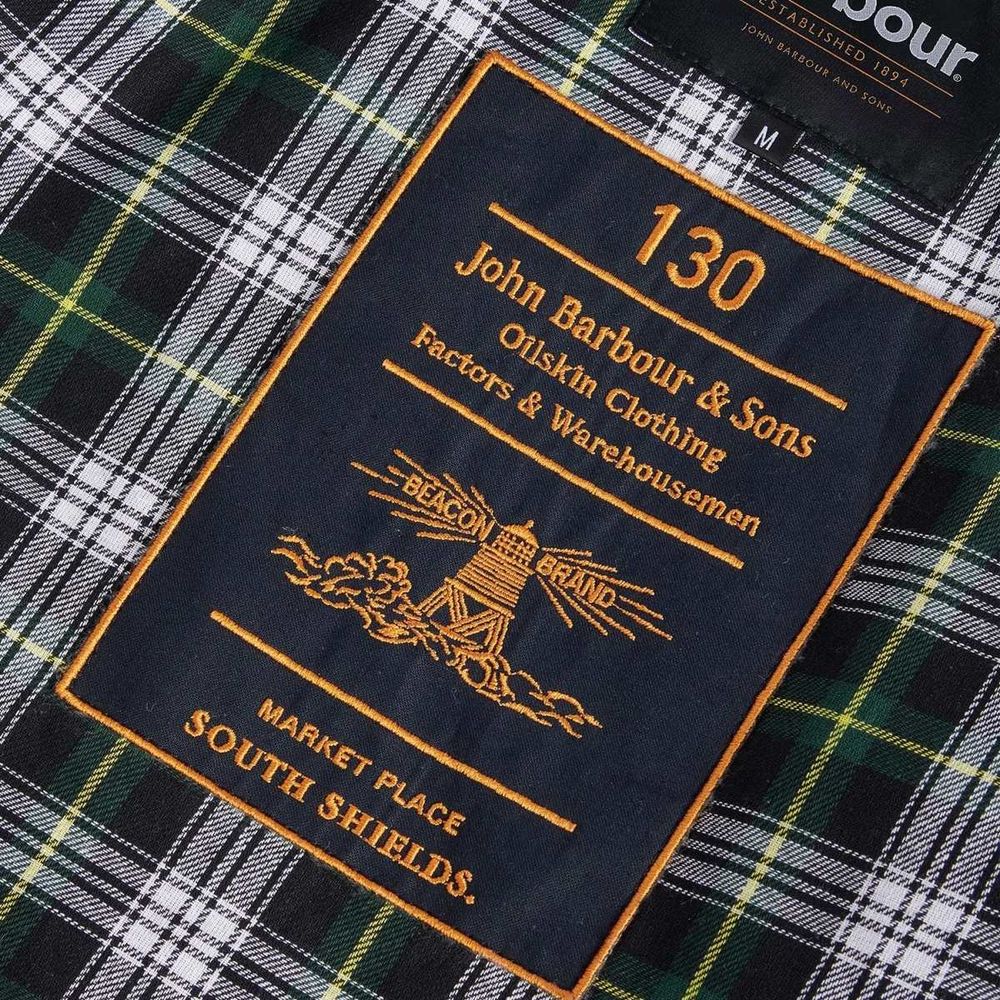 bour®
ESTABLISHED 1894
JOHN BARBOUR AND SONS
M
130
John Barbour & Sons
Oilskin Clothing
Factors & Warehousemen
BEACON BRAND
MARKET PLACE
SOUTH SHIELDS.